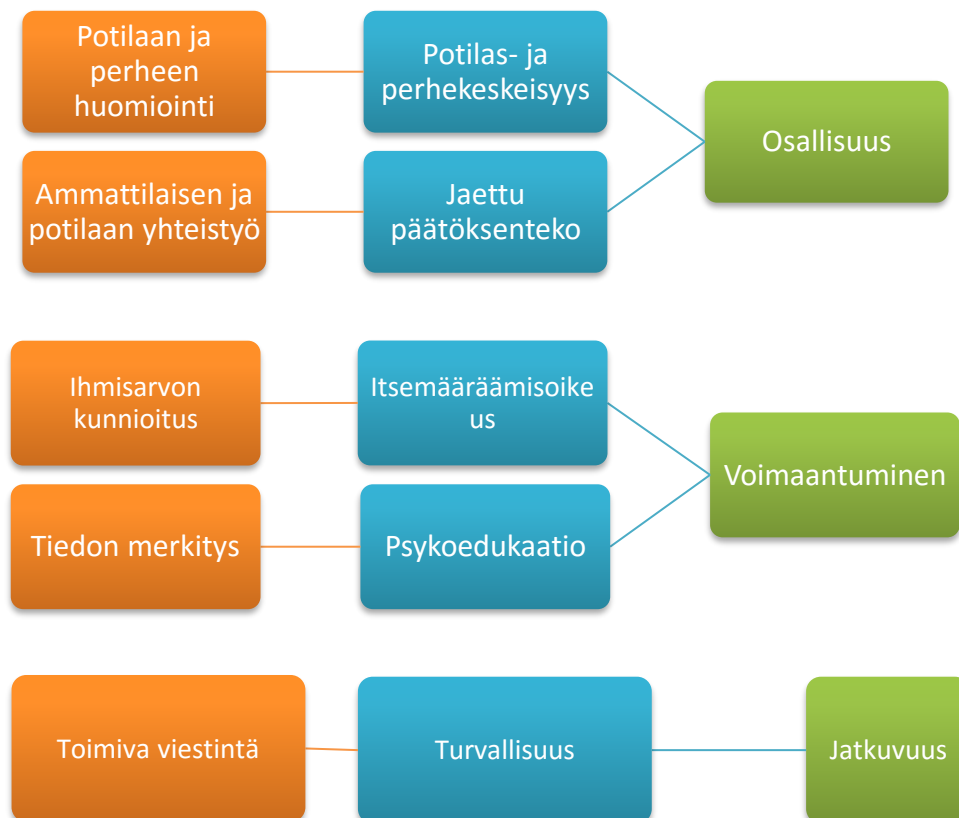 Potilaan ja
perheen
huomiointi
Potilas- ja
perhekeskeisyys
Osallisuus
Ammattilaisen ja
potilaan yhteistyö
Jaettu
päätöksenteko
Ihmisarvon
kunnioitus
Itsemääräämisoike
us
Voimaantuminen
Tiedon merkitys
Psykoedukaatio
Toimiva viestintä
Turvallisuus
Jatkuvuus